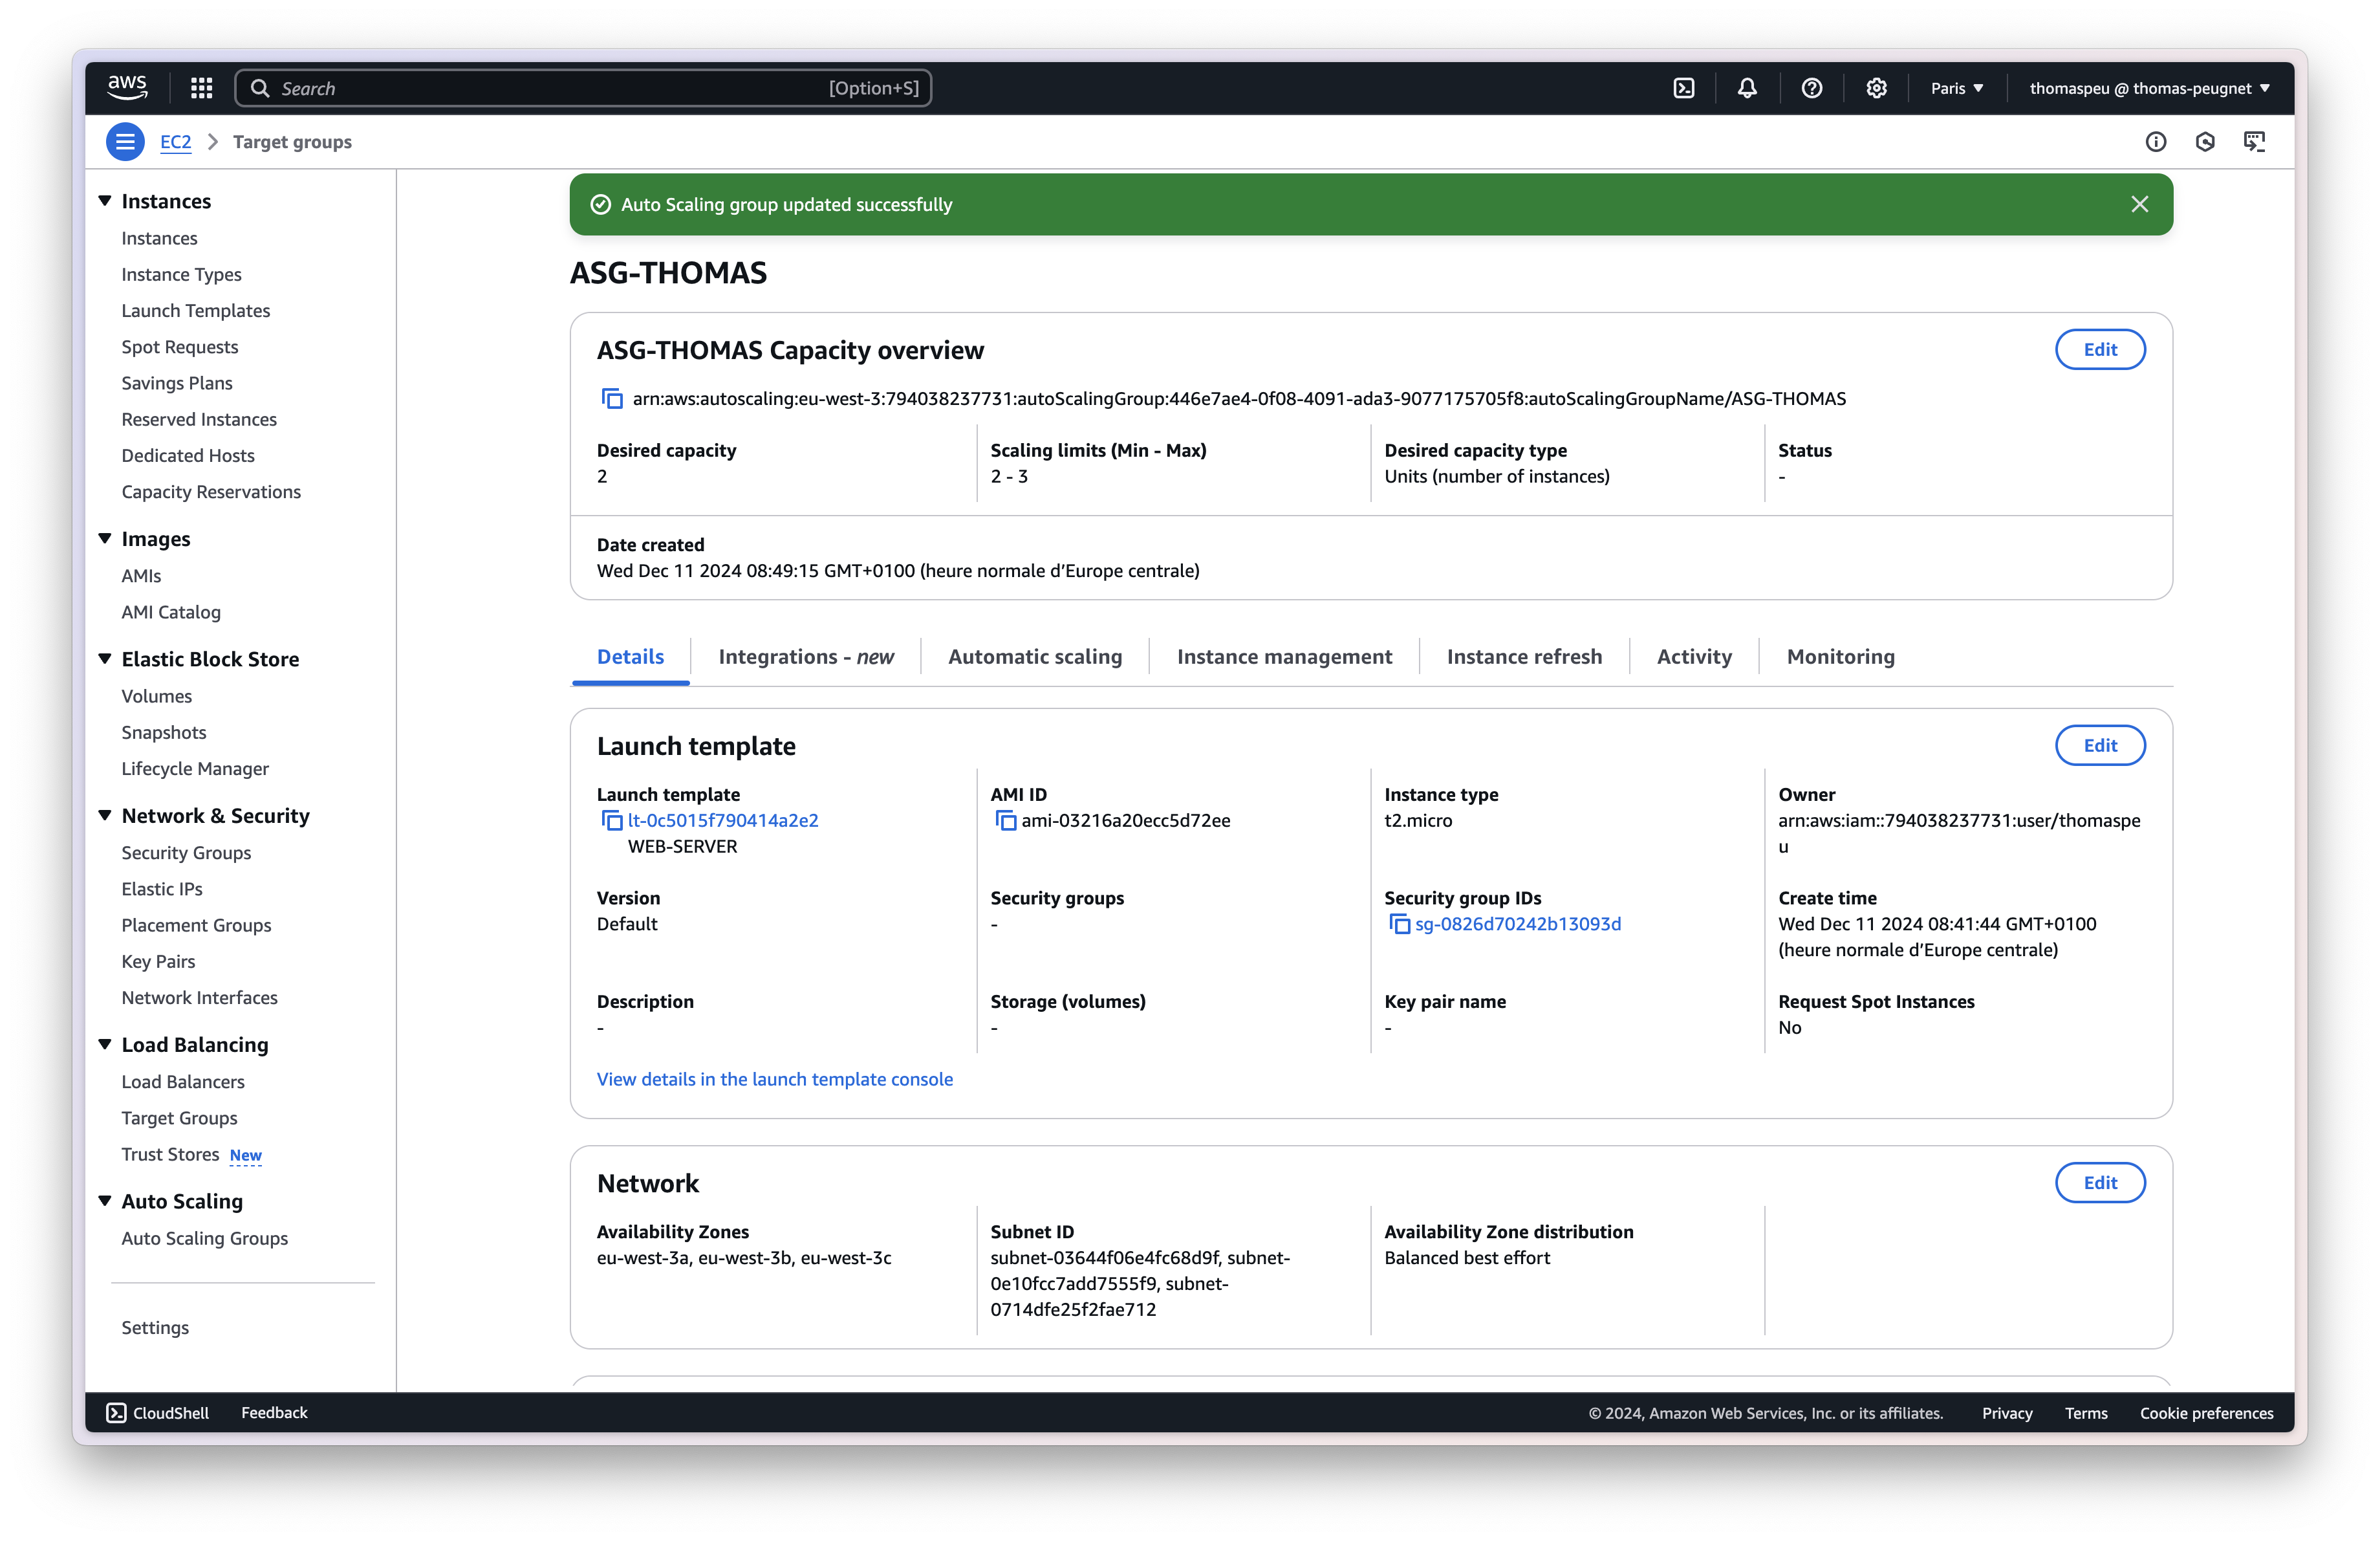 aws
Search [Option+S]
Paris ▼
thomaspeu @ thomas-peugnet ▼
EC2 > Target groups
Instances
Instances
Instance Types
Launch Templates
Spot Requests
Savings Plans
Reserved Instances
Dedicated Hosts
Capacity Reservations
Images
AMIs
AMI Catalog
Elastic Block Store
Volumes
Snapshots
Lifecycle Manager
Network & Security
Security Groups
Elastic IPs
Placement Groups
Key Pairs
Network Interfaces
Load Balancing
Load Balancers
Target Groups
Trust Stores New
Auto Scaling
Auto Scaling Groups
Settings
Auto Scaling group updated successfully
ASG-THOMAS
ASG-THOMAS Capacity overview
Edit
arn:aws:autoscaling:eu-west-3:794038237731:autoScalingGroup:446e7ae4-0f08-4091-ada3-9077175705f8:autoScalingGroupName/ASG-THOMAS
Desired capacity
2
Scaling limits (Min - Max)
2 - 3
Desired capacity type
Units (number of instances)
Status
-
Date created
Wed Dec 11 2024 08:49:15 GMT+0100 (heure normale d’Europe centrale)
Details
Integrations - new
Automatic scaling
Instance management
Instance refresh
Activity
Monitoring
Launch template
Edit
Launch template
lt-0c5015f790414a2e2
WEB-SERVER
AMI ID
ami-03216a20ecc5d72ee
Instance type
t2.micro
Owner
arn:aws:iam::794038237731:user/thomaspe
u
Version
Default
Security groups
-
Security group IDs
sg-0826d70242b13093d
Create time
Wed Dec 11 2024 08:41:44 GMT+0100
(heure normale d’Europe centrale)
Description
-
Storage (volumes)
-
Key pair name
-
Request Spot Instances
No
View details in the launch template console
Network
Edit
Availability Zones
eu-west-3a, eu-west-3b, eu-west-3c
Subnet ID
subnet-03644f06e4fc68d9f, subnet-
0e10fcc7add7555f9, subnet-
0714dfe25f2fae712
Availability Zone distribution
Balanced best effort
CloudShell
Feedback
© 2024, Amazon Web Services, Inc. or its affiliates.
Privacy
Terms
Cookie preferences